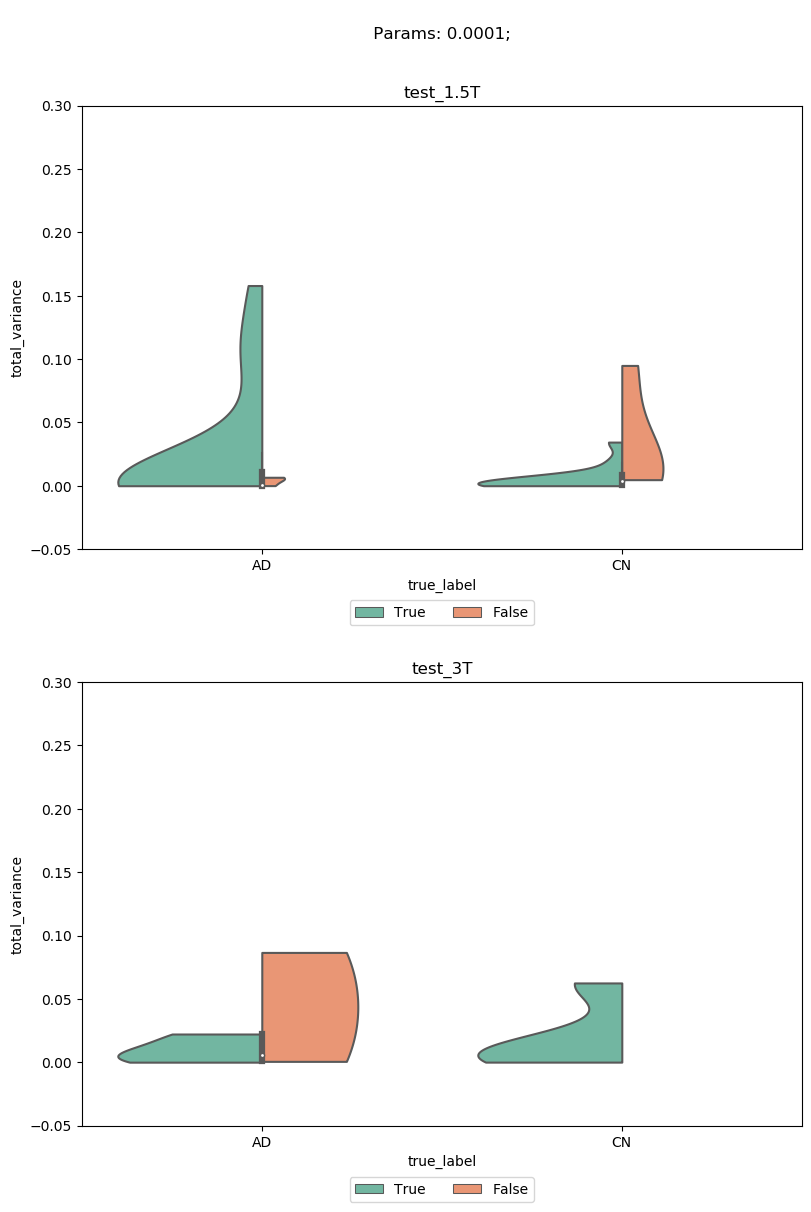 Params: 0.0001;
test_1.5T
0.30
0.25
0.20
0.15
0.10
0.05
0.00
−0.05
total_variance
AD CN
true_label
True False
test_3T
0.30
0.25
0.20
0.15
0.10
0.05
0.00
−0.05
total_variance
AD CN
true_label
True False